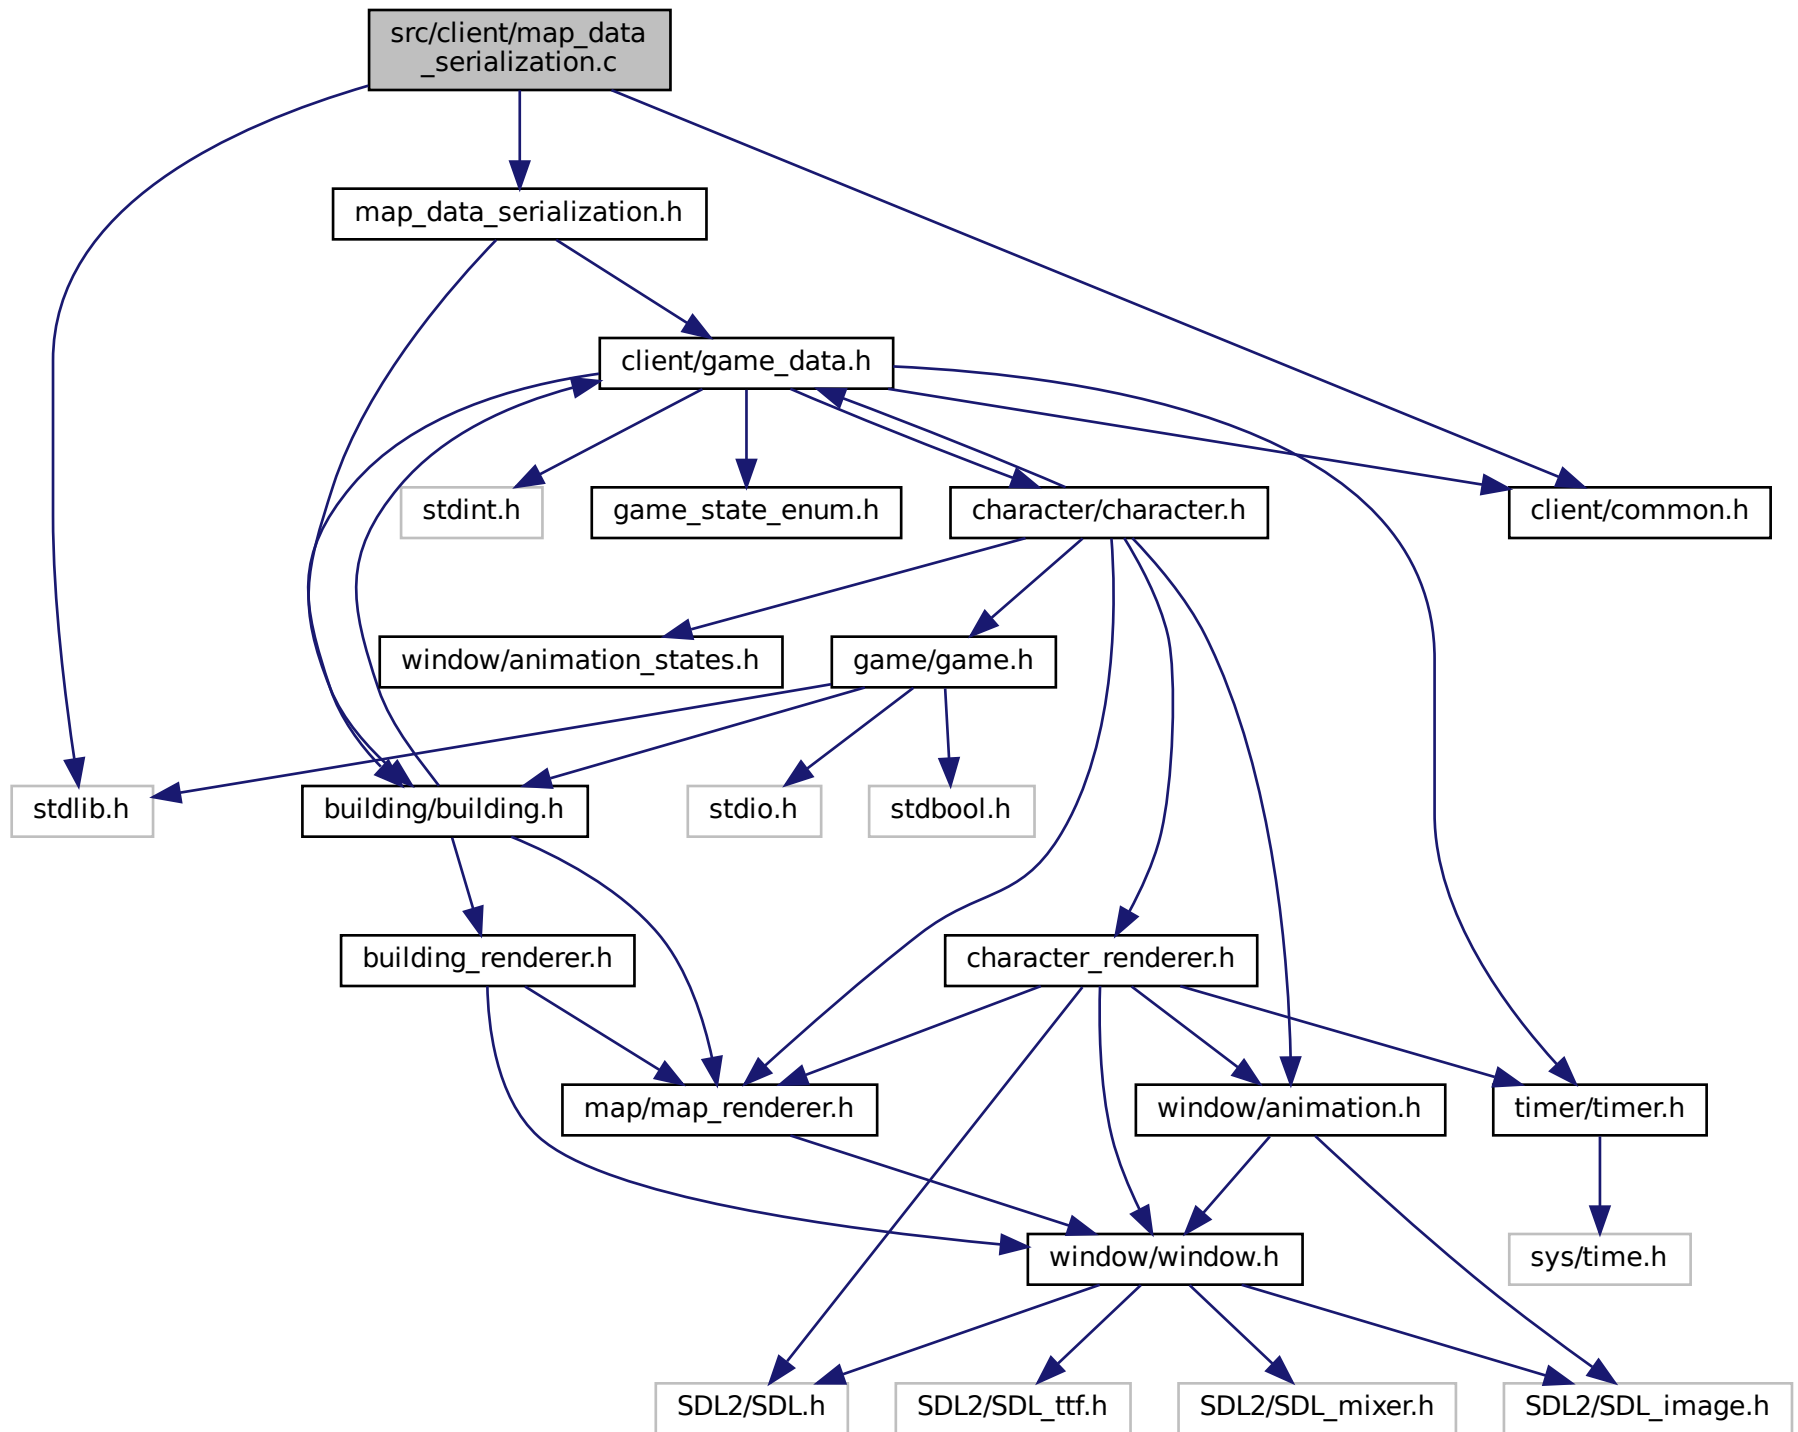 src/client/map_data
_serialization.c
map_data_serialization.h
client/game_data.h
stdint.h
game_state_enum.h
character/character.h
client/common.h
window/animation_states.h
game/game.h
stdlib.h
building/building.h
stdio.h
stdbool.h
building_renderer.h
character_renderer.h
map/map_renderer.h
window/animation.h
timer/timer.h
window/window.h
sys/time.h
SDL2/SDL.h
SDL2/SDL_ttf.h
SDL2/SDL_mixer.h
SDL2/SDL_image.h